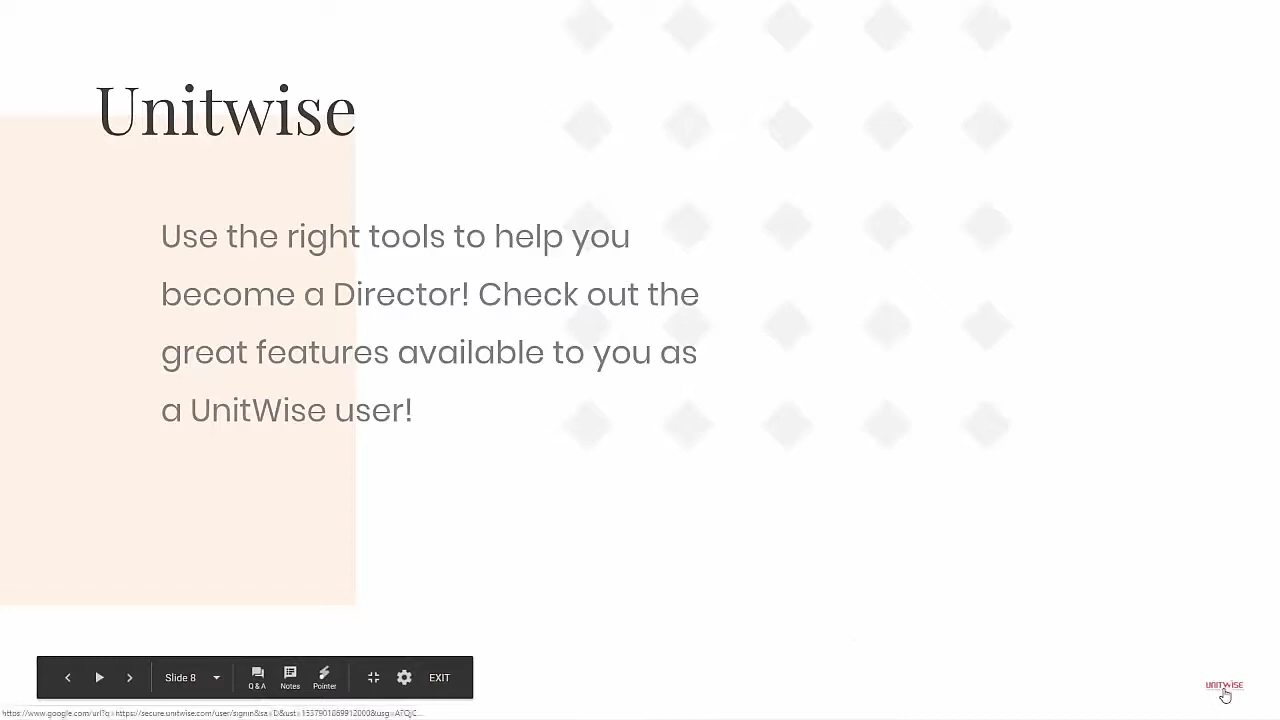 Unitwise
Use the right tools to help you
become a Director! Check out the
great features available to you as
a UnitWise user!
Slide 8
Q & A
Notes
Pointer
EXIT
UNITWISE